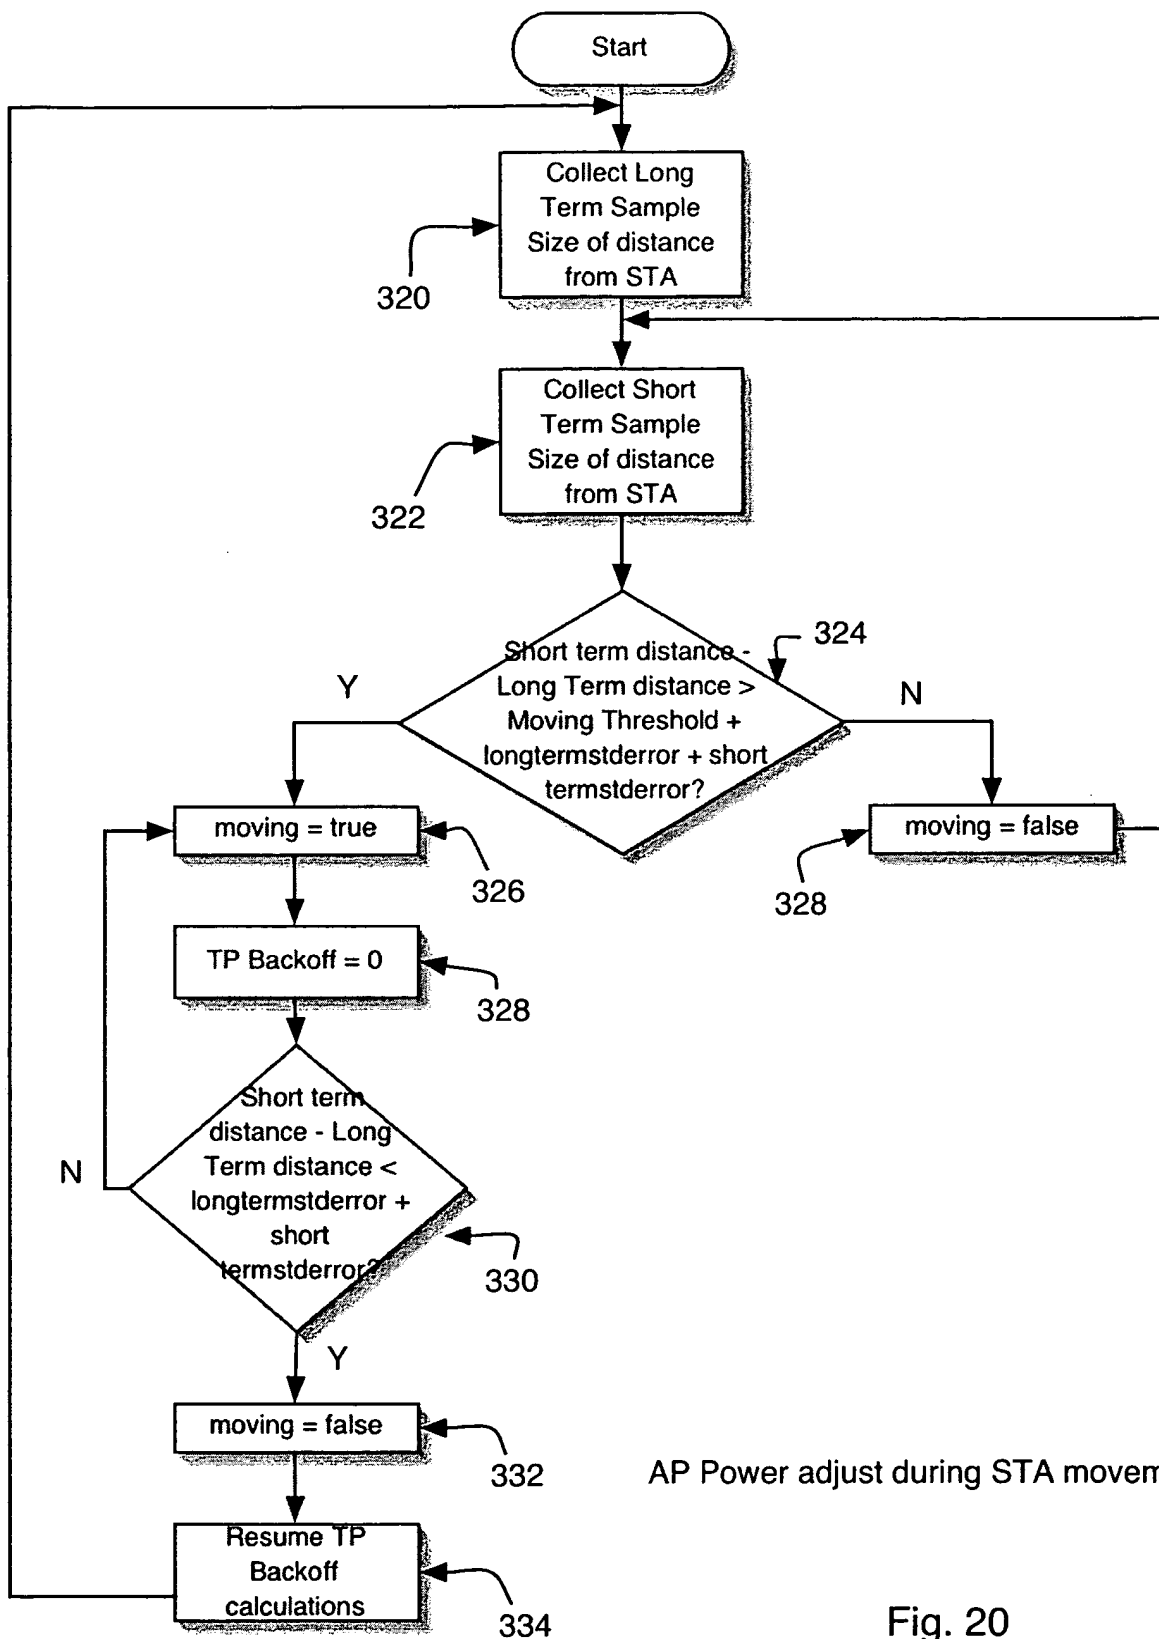 Start
Collect Long
Term Sample
Size of distance
from STA
320
Collect Short
Term Sample
Size of distance
from STA
322
324
Short term distance -
Long Term distance >
Moving Threshold +
longtermstderror + short
termstderror?
Y
N
moving = true
326
moving = false
328
TP Backoff = 0
328
Short term
distance - Long
Term distance <
longtermstderror +
short
termstderror?
N
330
Y
moving = false
332
AP Power adjust during STA movem
Resume TP
Backoff
calculations
334
Fig. 20